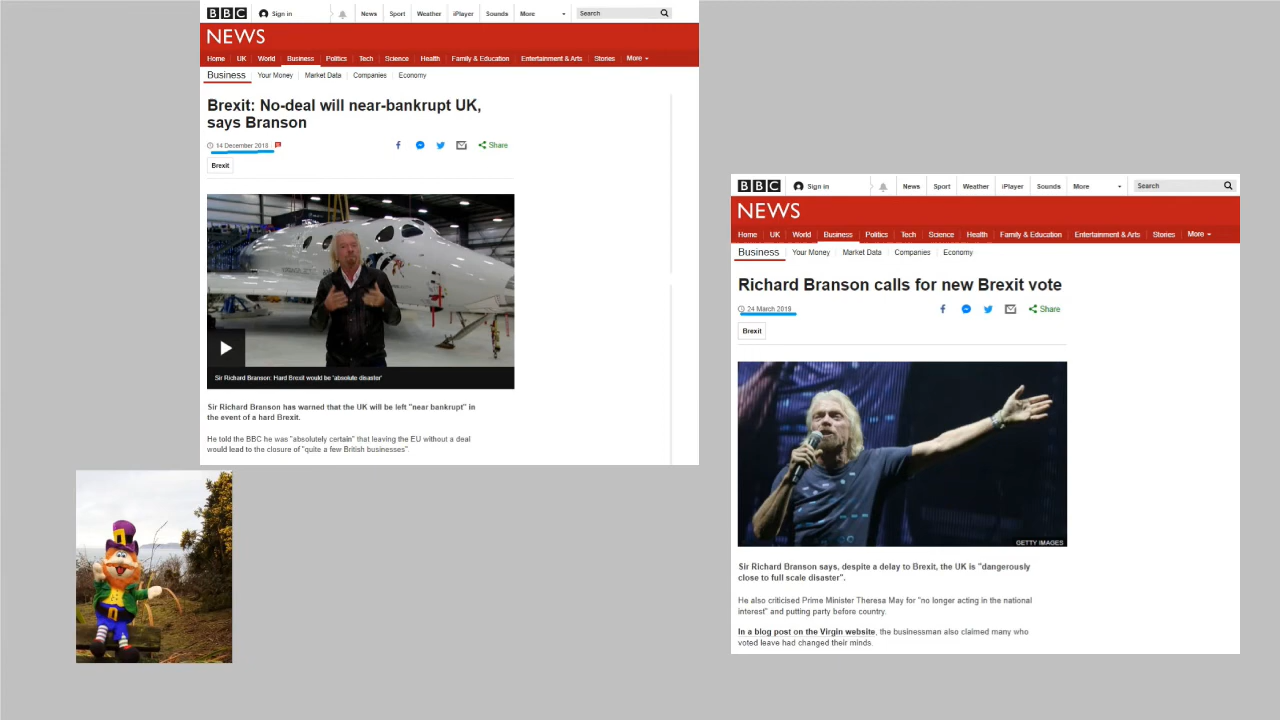 BBC Sign in News Sport Weather iPlayer Sounds More Search
NEWS
Home UK World Business Politics Tech Science Health Family & Education Entertainment & Arts Stories More
Business Your Money Market Data Companies Economy
Brexit: No-deal will near-bankrupt UK,
says Branson
14 December 2018
Share
Brexit
Sir Richard Branson: Hard Brexit would be 'absolute disaster'
Sir Richard Branson has warned that the UK will be left "near bankrupt" in
the event of a hard Brexit.
He told the BBC he was "absolutely certain" that leaving the EU without a deal
would lead to the closure of "quite a few British businesses".
BBC Sign in News Sport Weather iPlayer Sounds More Search
NEWS
Home UK World Business Politics Tech Science Health Family & Education Entertainment & Arts Stories More
Business Your Money Market Data Companies Economy
Richard Branson calls for new Brexit vote
24 March 2019
Share
Brexit
GETTY IMAGES
Sir Richard Branson says, despite a delay to Brexit, the UK is "dangerously
close to full scale disaster".
He also criticised Prime Minister Theresa May for "no longer acting in the national
interest" and putting party before country.
In a blog post on the Virgin website, the businessman also claimed many who
voted leave had changed their minds.